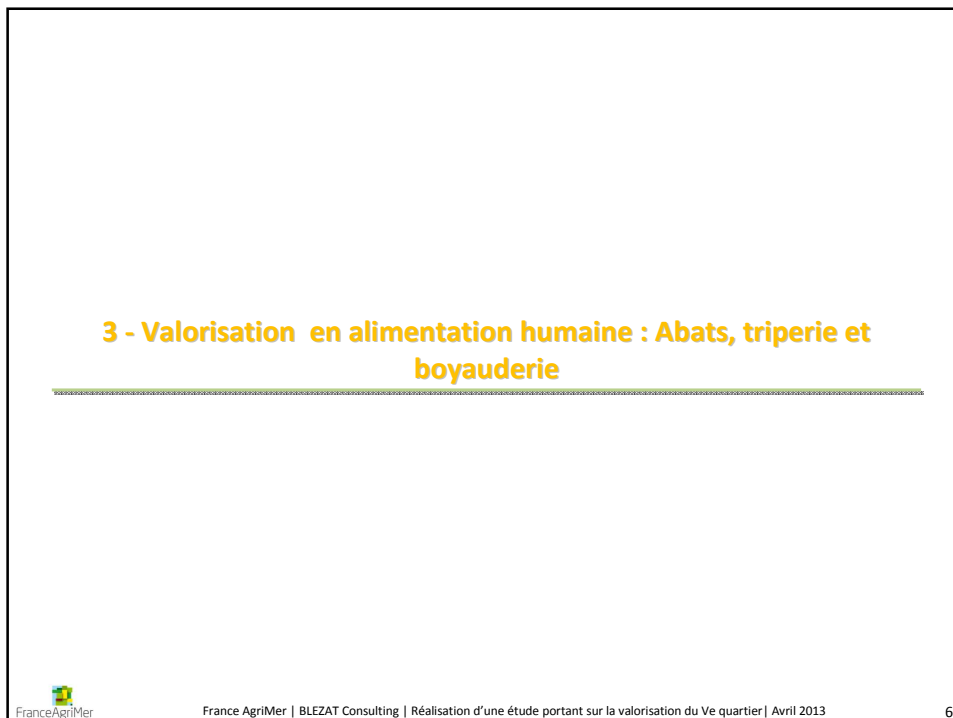 3 - Valorisation en alimentation humaine : Abats, triperie et
boyauderie
FranceAgriMer
France AgriMer | BLEZAT Consulting | Réalisation d'une étude portant sur la valorisation du Ve quartier| Avril 2013
6